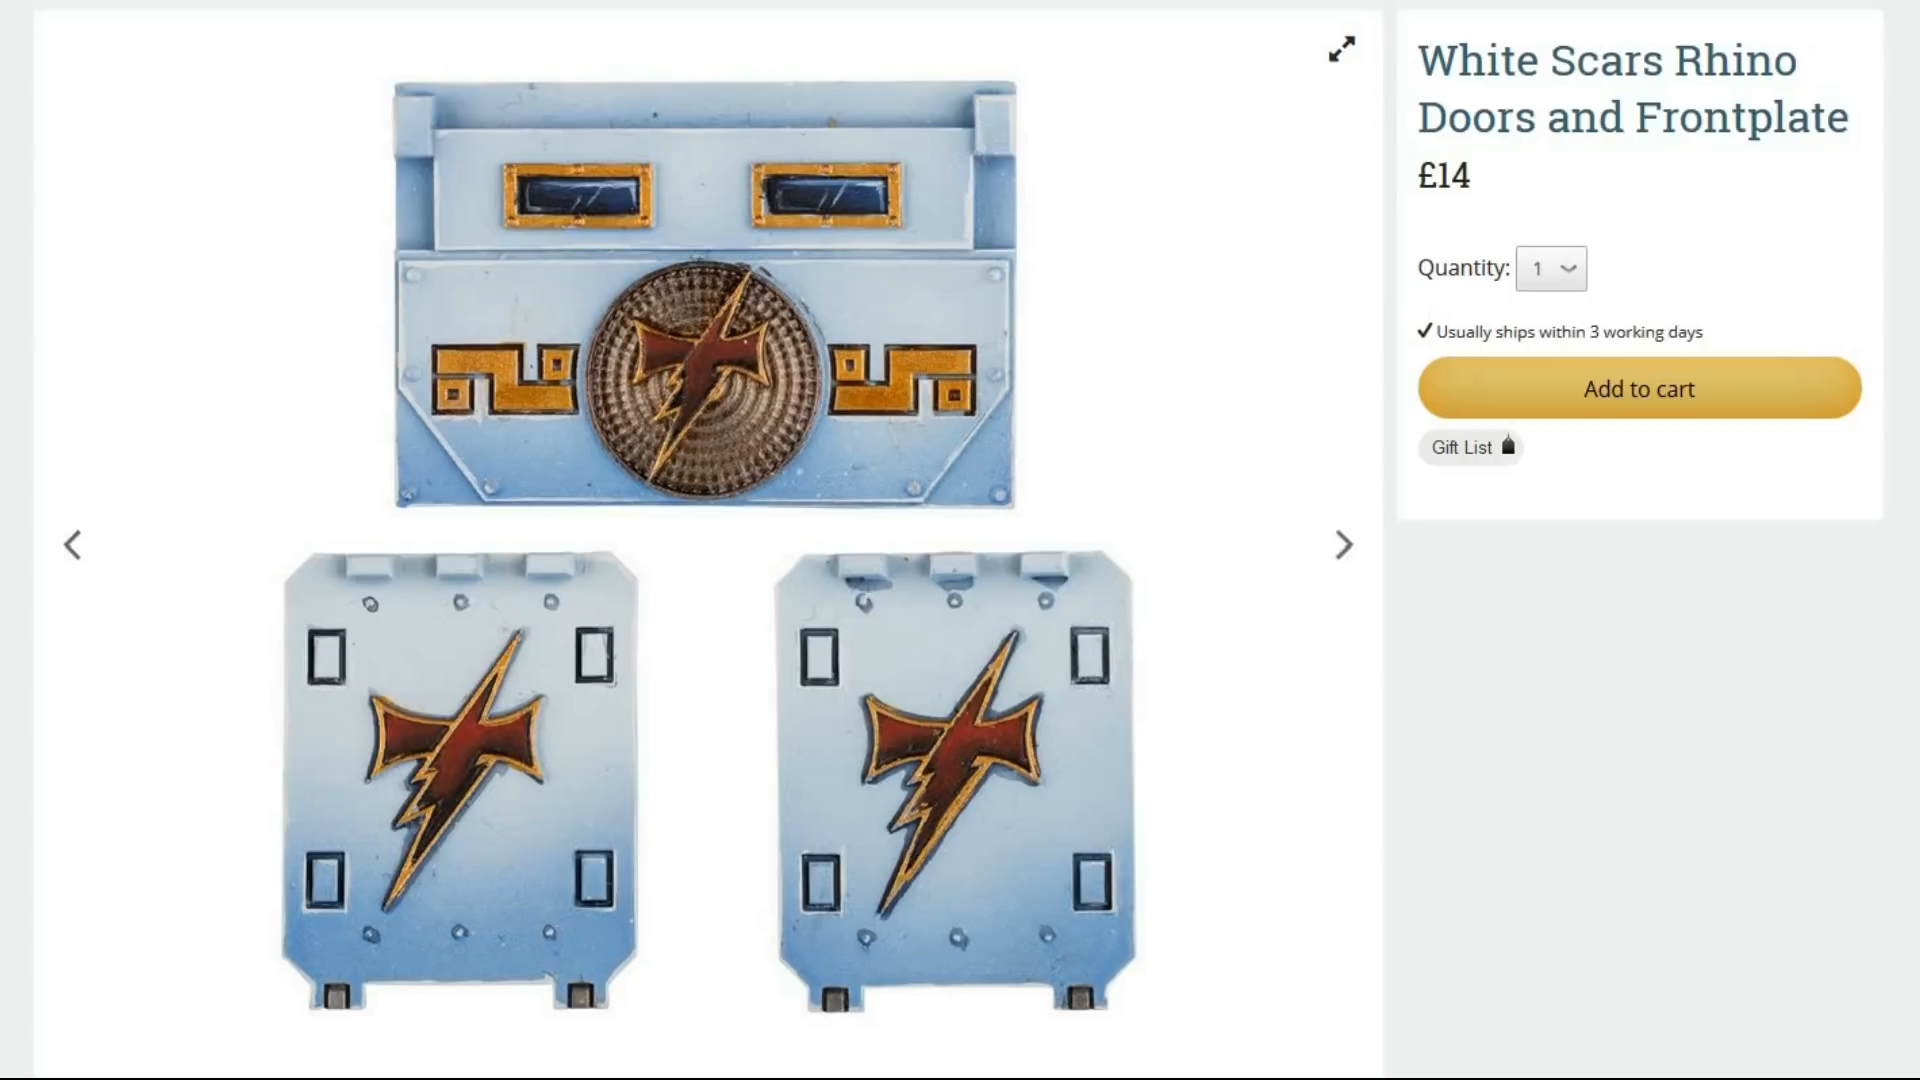 White Scars Rhino
Doors and Frontplate
£14
Quantity: 1
Usually ships within 3 working days
Add to cart
Gift List